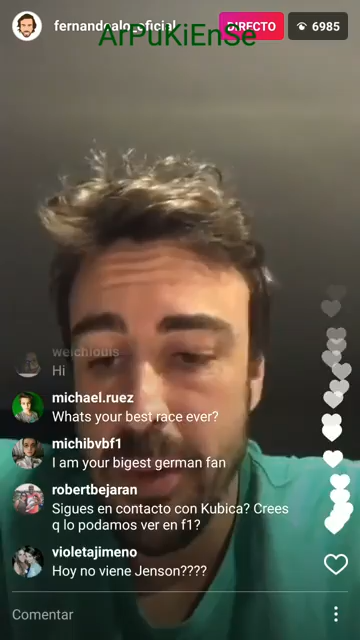 fernandoalo_oficial
DIRECTO
6985
ArPuKiEnSe
welchlouis
Hi
michael.ruez
Whats your best race ever?
michibvbf1
I am your bigest german fan
robertbejaran
Sigues en contacto con Kubica? Crees
q lo podamos ver en f1?
violetajimeno
Hoy no viene Jenson????
Comentar